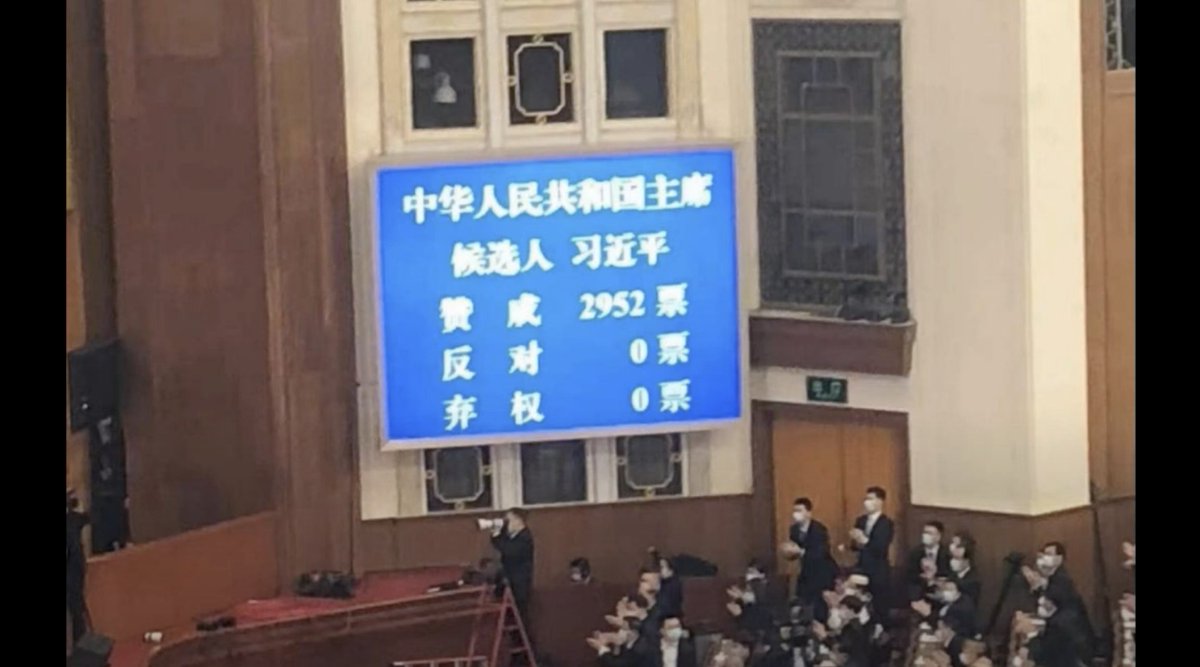 中华人民共和国主席
候选人 习近平
赞 成 2952 票
反 对 0 票
弃 权 0 票